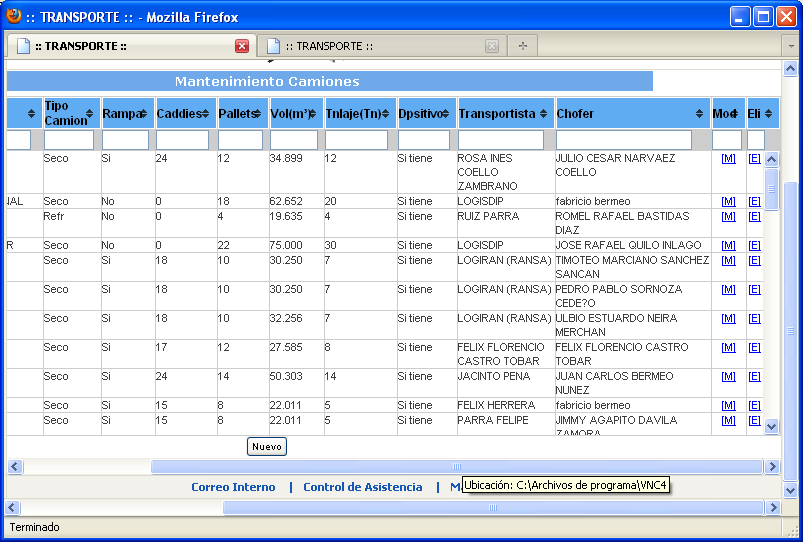 :: TRANSPORTE :: - Mozilla Firefox
:: TRANSPORTE :: :: TRANSPORTE ::
Mantenimiento Camiones
Tipo Camion Rampa Caddies Pallets Vol(m³) Tnlaje(Tn) Dpsitivo Transportista Chofer Mod Eli
Seco Si 24 12 34.899 12 Si tiene ROSA INES JULIO CESAR NARVAEZ [M] [E]
COELLO COELLO
ZAMBRANO
NAL Seco No 0 18 62.652 20 Si tiene LOGISDIP fabricio bermeo [M] [E]
Refr No 0 4 19.635 4 Si tiene RUIZ PARRA ROMEL RAFAEL BASTIDAS [M] [E]
DIAZ
R Seco No 0 22 75.000 30 Si tiene LOGISDIP JOSE RAFAEL QUILO INLAGO [M] [E]
Seco Si 18 10 30.250 7 Si tiene LOGIRAN (RANSA) TIMOTEO MARCIANO SANCHEZ [M] [E]
SANCAN
Seco Si 18 10 30.250 7 Si tiene LOGIRAN (RANSA) PEDRO PABLO SORNOZA [M] [E]
CEDE?O
Seco Si 18 10 32.256 7 Si tiene LOGIRAN (RANSA) ULBIO ESTUARDO NEIRA [M] [E]
MERCHAN
Seco Si 17 12 27.585 8 Si tiene FELIX FLORENCIO FELIX FLORENCIO CASTRO [M] [E]
CASTRO TOBAR TOBAR
Seco Si 24 14 50.303 14 Si tiene JACINTO PENA JUAN CARLOS BERMEO [M] [E]
NUNEZ
Seco Si 15 8 22.011 5 Si tiene FELIX HERRERA fabricio bermeo [M] [E]
Seco Si 15 8 22.011 5 Si tiene PARRA FELIPE JIMMY AGAPITO DAVILA [M] [E]
ZAMORA
Nuevo
Correo Interno | Control de Asistencia |
Ubicación: C:\Archivos de programa\VNC4
Terminado